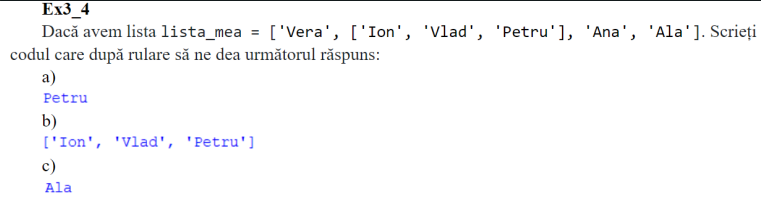 Ex3_4
Dacă avem lista lista_mea = ['Vera', ['Ion', 'Vlad', 'Petru'], 'Ana', 'Ala']. Scrieți
codul care după rulare să ne dea următorul răspuns:
a)
Petru
b)
['Ion', 'Vlad', 'Petru']
c)
Ala